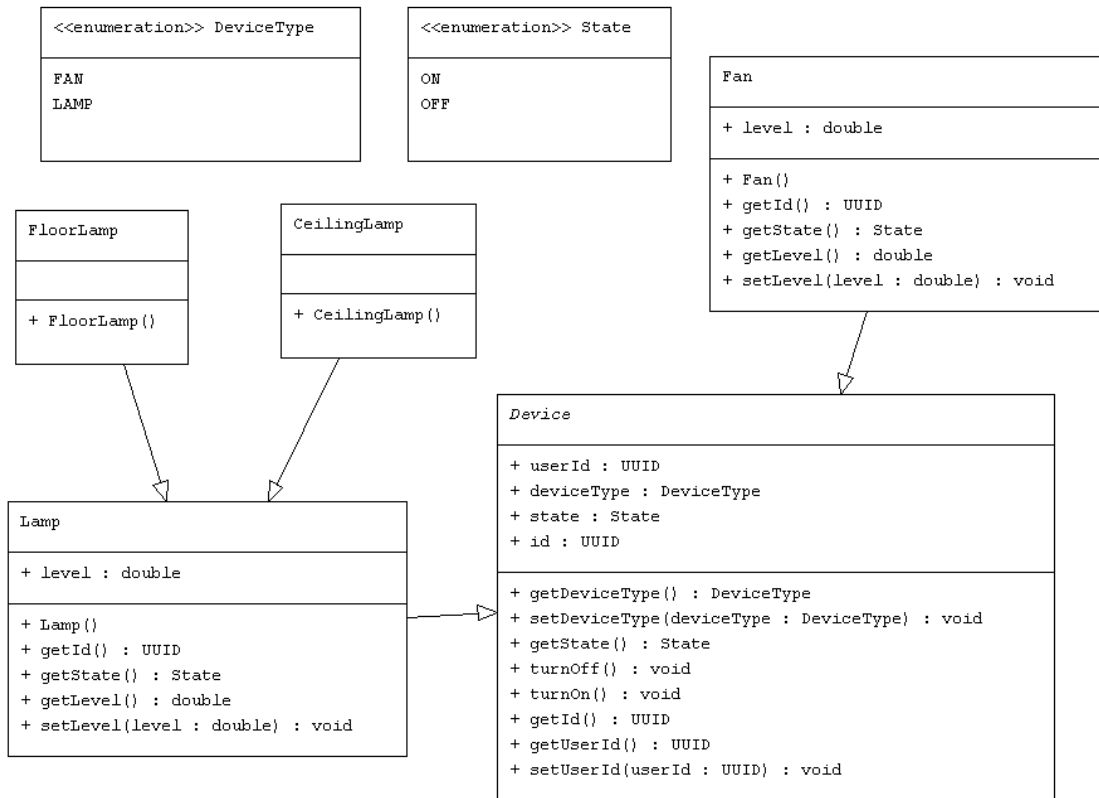 <<enumeration>> DeviceType
FAN
LAMP
<<enumeration>> State
ON
OFF
Fan
+ level : double
+ Fan()
+ getId() : UUID
+ getState() : State
+ getLevel() : double
+ setLevel(level : double) : void
FloorLamp
+ FloorLamp()
CeilingLamp
+ CeilingLamp()
Lamp
+ level : double
+ Lamp()
+ getId() : UUID
+ getState() : State
+ getLevel() : double
+ setLevel(level : double) : void
Device
+ userId : UUID
+ deviceType : DeviceType
+ state : State
+ id : UUID
+ getDeviceType() : DeviceType
+ setDeviceType(deviceType : DeviceType) : void
+ getState() : State
+ turnOff() : void
+ turnOn() : void
+ getId() : UUID
+ getUserId() : UUID
+ setUserId(userId : UUID) : void